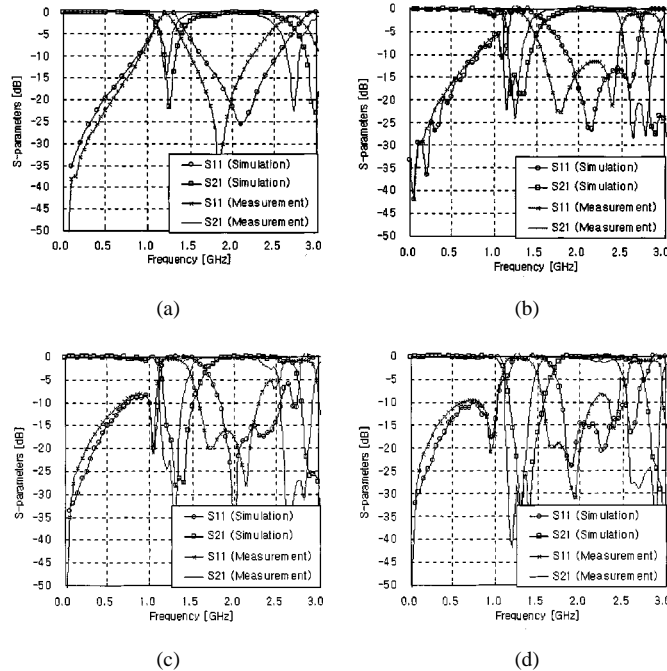 0
-5
-10
-15
-20
-25
-30
-35
-40
-45
-50
S-parameters [dB]
S11 (Simulation)
S21 (Simulation)
S11 (Measurement)
S21 (Measurement)
0.0 0.5 1.0 1.5 2.0 2.5 3.0
Frequency [GHz]
(a)
0
-5
-10
-15
-20
-25
-30
-35
-40
-45
-50
S-parameters [dB]
S11 (Simulation)
S21 (Simulation)
S11 (Measurement)
S21 (Measurement)
0.0 0.5 1.0 1.5 2.0 2.5 3.0
Frequency [GHz]
(b)
0
-5
-10
-15
-20
-25
-30
-35
-40
-45
-50
S-parameters [dB]
S11 (Simulation)
S21 (Simulation)
S11 (Measurement)
S21 (Measurement)
0.0 0.5 1.0 1.5 2.0 2.5 3.0
Frequency [GHz]
(c)
0
-5
-10
-15
-20
-25
-30
-35
-40
-45
-50
S-parameters [dB]
S11 (Simulation)
S21 (Simulation)
S11 (Measurement)
S21 (Measurement)
0.0 0.5 1.0 1.5 2.0 2.5 3.0
Frequency [GHz]
(d)